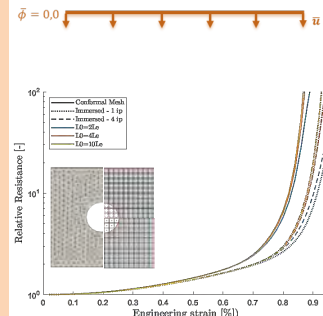 ϕ̄ = 0,0
ū
Conformal Mesh
Immersed - 1 ip
Immersed - 4 ip
L0=2Le
L0=4Le
L0=10Le
Relative Resistance [-]
10²
10¹
10⁰
0 0.1 0.2 0.3 0.4 0.5 0.6 0.7 0.8 0.9
Engineering strain [%])